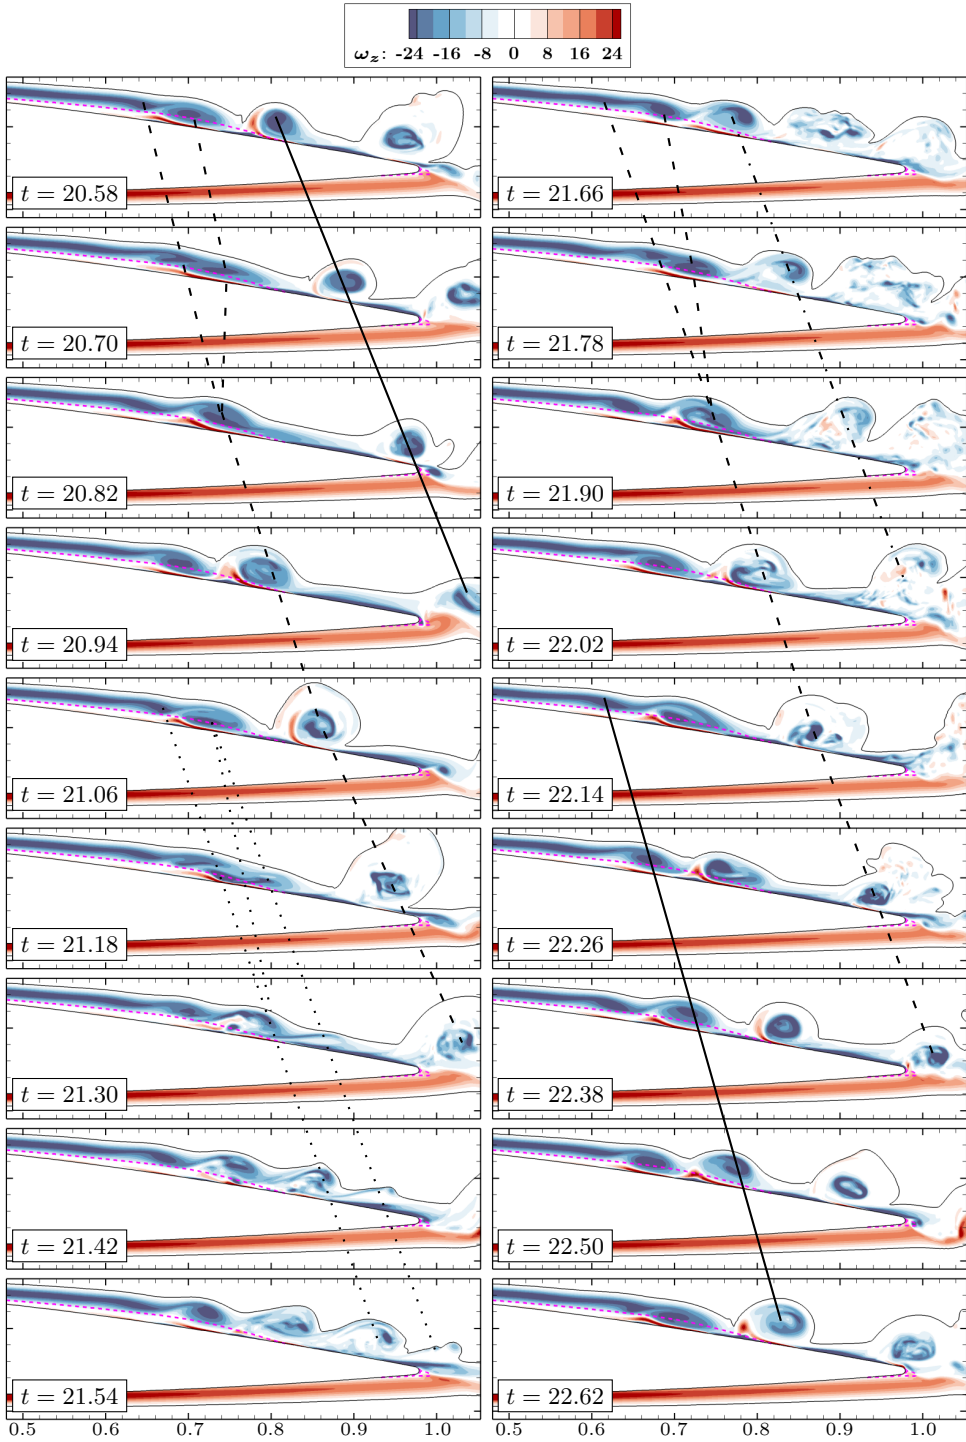 ω_z: -24 -16 -8 0 8 16 24
t = 20.58
t = 20.70
t = 20.82
t = 20.94
t = 21.06
t = 21.18
t = 21.30
t = 21.42
t = 21.54
0.5 0.6 0.7 0.8 0.9 1.0
t = 21.66
t = 21.78
t = 21.90
t = 22.02
t = 22.14
t = 22.26
t = 22.38
t = 22.50
t = 22.62
0.5 0.6 0.7 0.8 0.9 1.0